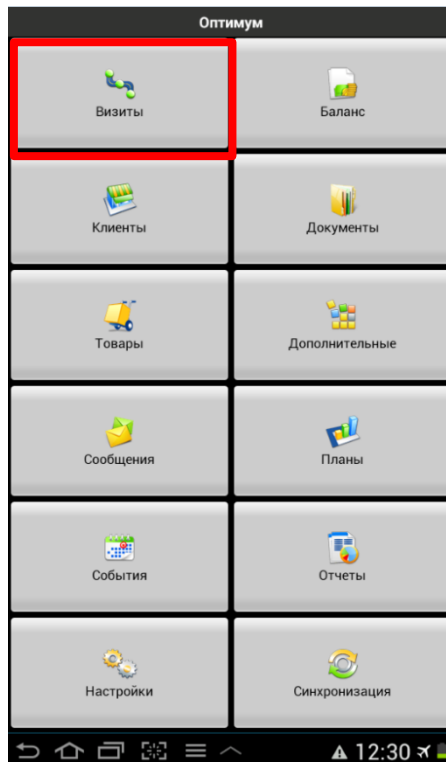 Оптимум
Визиты
Баланс
Клиенты
Документы
Товары
Дополнительные
Сообщения
Планы
События
Отчеты
Настройки
Синхронизация
12:30